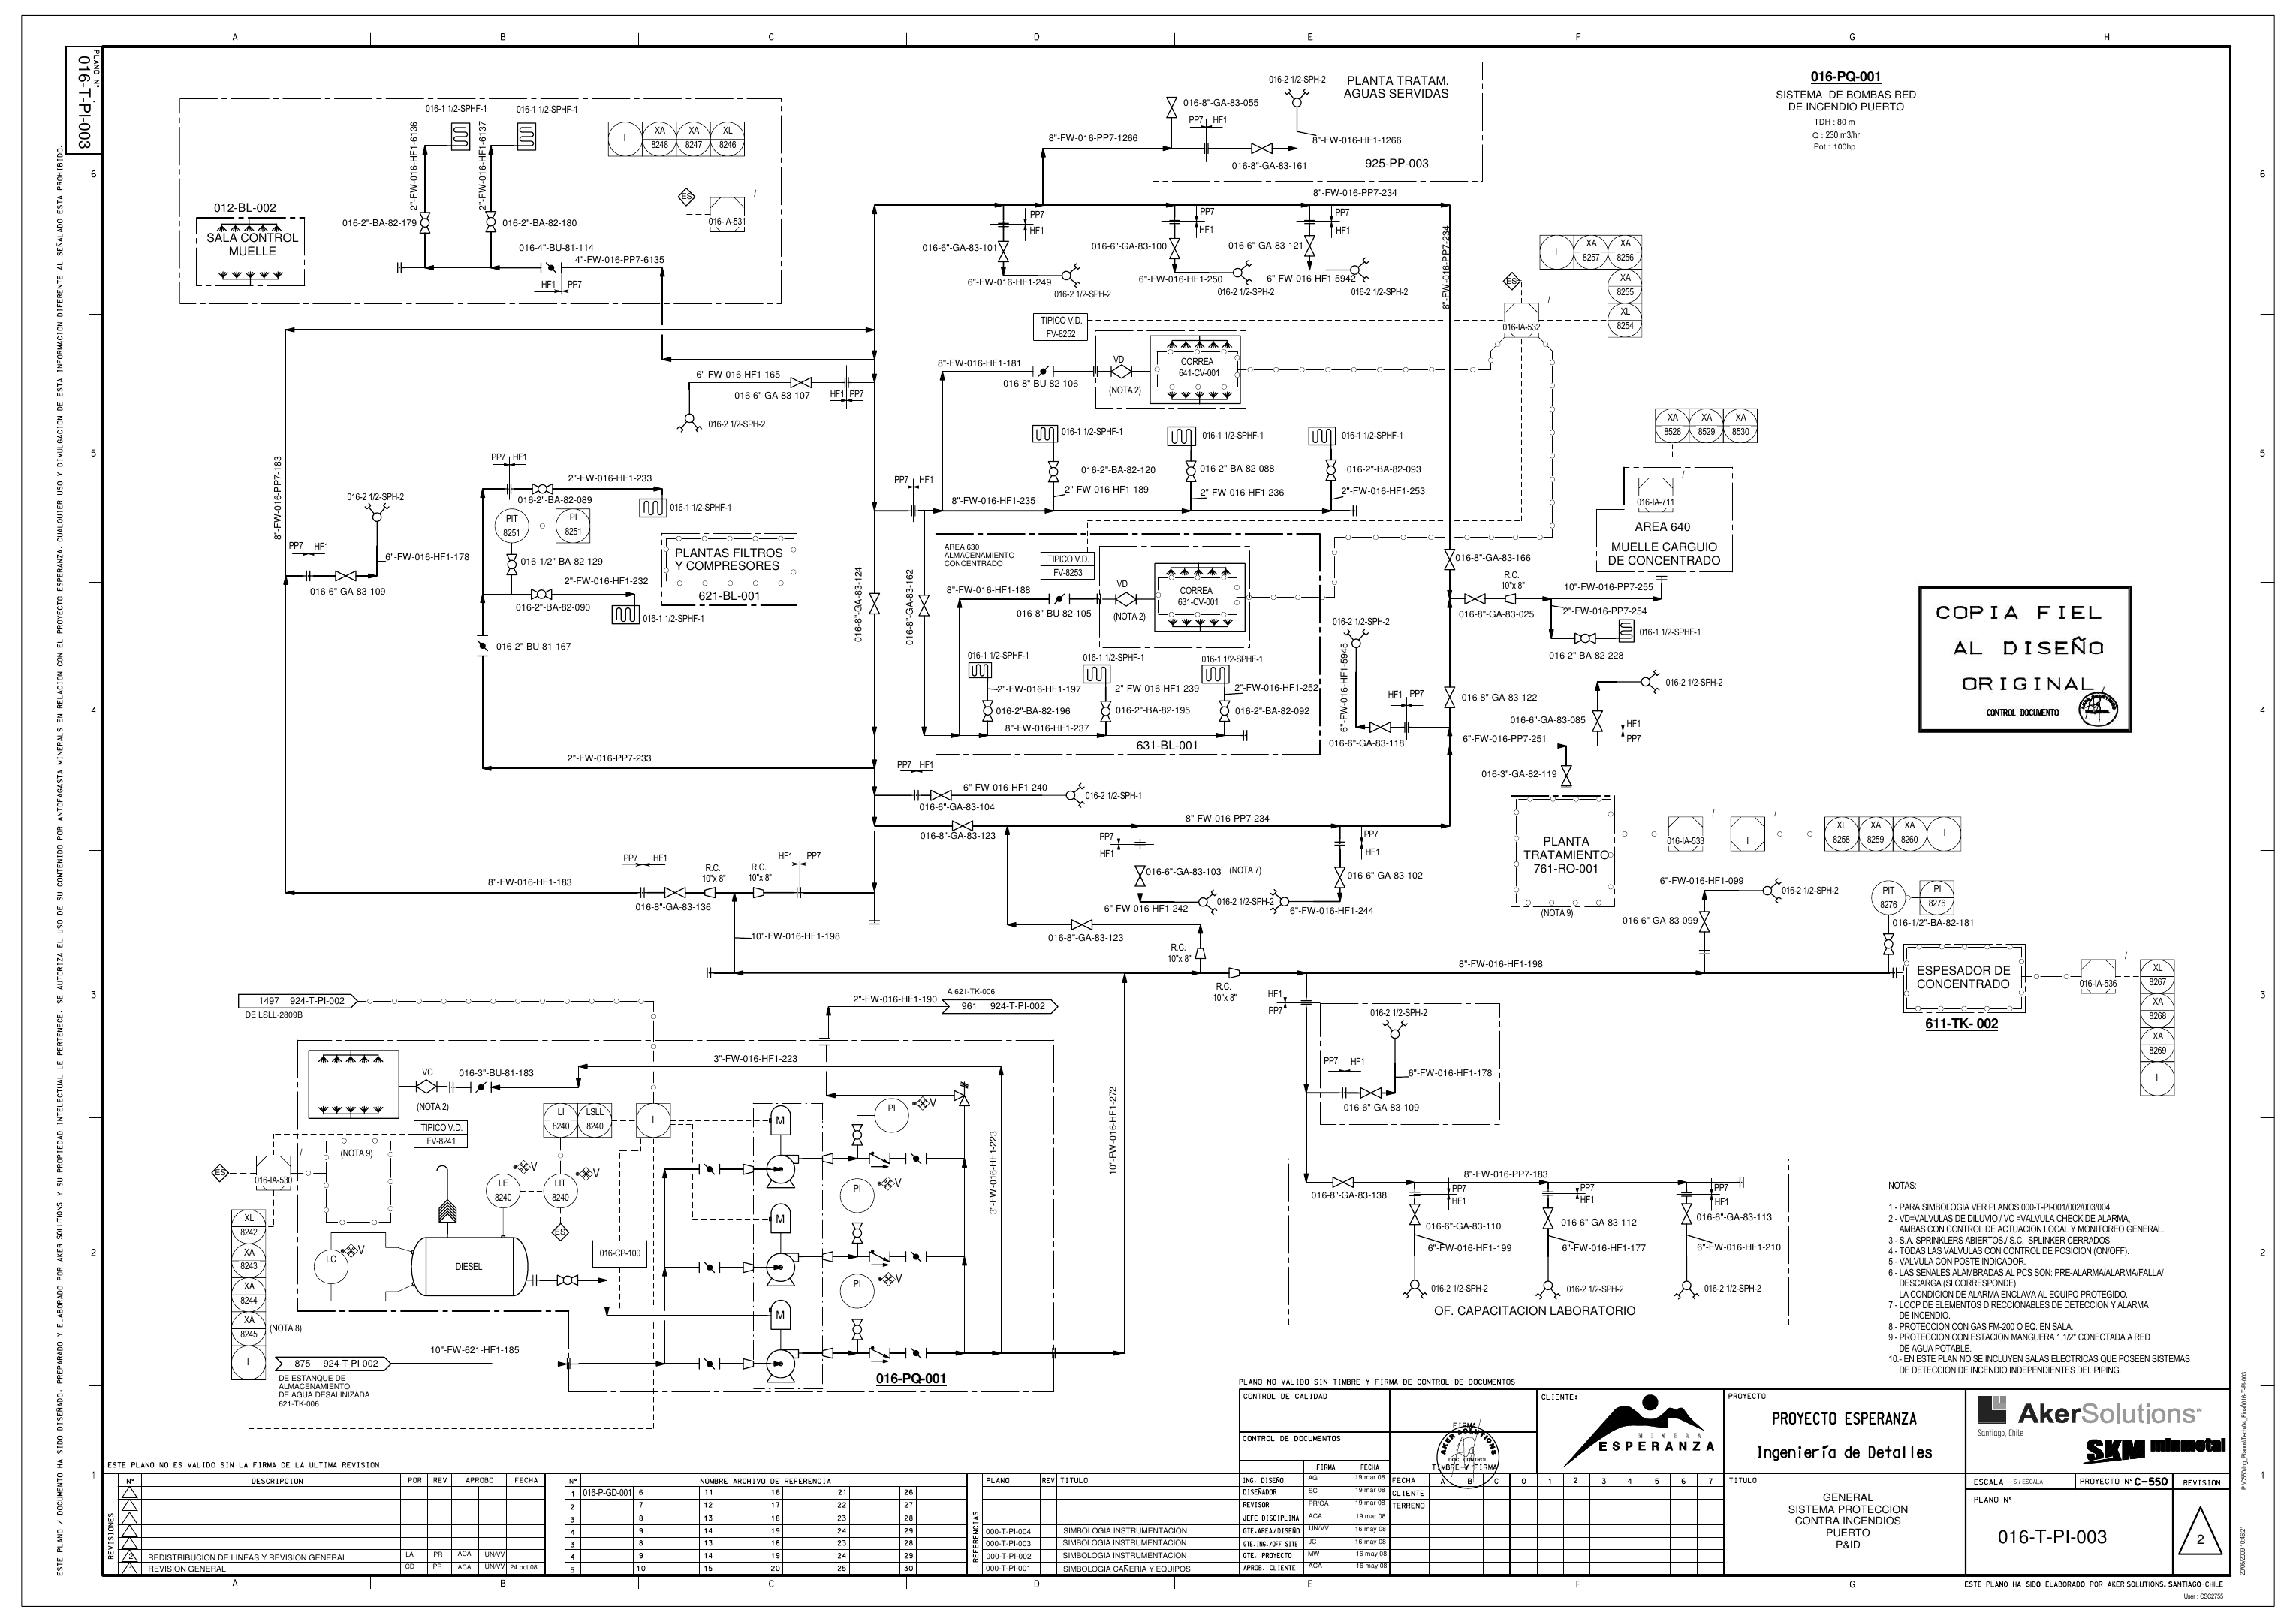 A
B
C
D
E
F
G
H
PLANO N°
016-T-PI-003
ESTE PLANO / DOCUMENTO HA SIDO DISEÑADO, PREPARADO Y ELABORADO POR AKER SOLUTIONS Y SU PROPIEDAD INTELECTUAL LE PERTENECE. SE AUTORIZA EL USO DE SU CONTENIDO POR ANTOFAGASTA MINERALS EN RELACION CON EL PROYECTO ESPERANZA. CUALQUIER USO Y DIVULGACION DE ESTA INFORMACION DIFERENTE AL SEÑALADO ESTA PROHIBIDO.
6
5
4
3
2
1
016-PQ-001
SISTEMA DE BOMBAS RED
DE INCENDIO PUERTO
TDH : 80 m
Q : 230 m3/hr
Pot : 100hp
016-1 1/2-SPHF-1
016-1 1/2-SPHF-1
2"-FW-016-HF1-6136
2"-FW-016-HF1-6137
I
XA 8248
XA 8247
XL 8246
ES
016-IA-531
012-BL-002
SALA CONTROL
MUELLE
016-2"-BA-82-179
016-2"-BA-82-180
016-4"-BU-81-114
4"-FW-016-PP7-6135
HF1 PP7
016-2 1/2-SPH-2
PLANTA TRATAM.
AGUAS SERVIDAS
016-8"-GA-83-055
PP7 HF1
8"-FW-016-PP7-1266
8"-FW-016-HF1-1266
016-8"-GA-83-161
925-PP-003
8"-FW-016-PP7-234
PP7
HF1
PP7
HF1
PP7
HF1
016-6"-GA-83-101
016-6"-GA-83-100
016-6"-GA-83-121
6"-FW-016-HF1-249
6"-FW-016-HF1-250
6"-FW-016-HF1-5942
016-2 1/2-SPH-2
016-2 1/2-SPH-2
016-2 1/2-SPH-2
8"-FW-016-PP7-234
I
XA 8257
XA 8256
XA 8255
XL 8254
ES
016-IA-532
TIPICO V.D.
FV-8252
8"-FW-016-HF1-181
VD
016-8"-BU-82-106
(NOTA 2)
CORREA
641-CV-001
6"-FW-016-HF1-165
016-6"-GA-83-107
HF1 PP7
016-2 1/2-SPH-2
016-1 1/2-SPHF-1
016-1 1/2-SPHF-1
016-1 1/2-SPHF-1
016-2"-BA-82-120
016-2"-BA-82-088
016-2"-BA-82-093
2"-FW-016-HF1-189
2"-FW-016-HF1-236
2"-FW-016-HF1-253
PP7 HF1
8"-FW-016-HF1-235
XA 8528
XA 8529
XA 8530
016-IA-711
AREA 640
MUELLE CARGUIO
DE CONCENTRADO
8"-FW-016-PP7-183
016-2 1/2-SPH-2
PP7 HF1
6"-FW-016-HF1-178
016-6"-GA-83-109
PP7 HF1
2"-FW-016-HF1-233
016-2"-BA-82-089
016-1 1/2-SPHF-1
PIT 8251
PI 8251
016-1/2"-BA-82-129
2"-FW-016-HF1-232
016-2"-BA-82-090
016-1 1/2-SPHF-1
016-2"-BU-81-167
PLANTAS FILTROS
Y COMPRESORES
621-BL-001
2"-FW-016-PP7-233
016-8"-GA-83-124
016-8"-GA-83-162
AREA 630
ALMACENAMIENTO
CONCENTRADO
TIPICO V.D.
FV-8253
8"-FW-016-HF1-188
VD
016-8"-BU-82-105
(NOTA 2)
CORREA
631-CV-001
016-1 1/2-SPHF-1
016-1 1/2-SPHF-1
016-1 1/2-SPHF-1
2"-FW-016-HF1-197
2"-FW-016-HF1-239
2"-FW-016-HF1-252
016-2"-BA-82-196
016-2"-BA-82-195
016-2"-BA-82-092
8"-FW-016-HF1-237
631-BL-001
016-2 1/2-SPH-2
6"-FW-016-HF1-5945
HF1 PP7
016-6"-GA-83-118
016-8"-GA-83-166
R.C.
10"x 8"
10"-FW-016-PP7-255
016-8"-GA-83-025
2"-FW-016-PP7-254
016-1 1/2-SPHF-1
016-2"-BA-82-228
016-8"-GA-83-122
016-2 1/2-SPH-2
016-6"-GA-83-085
HF1
PP7
6"-FW-016-PP7-251
016-3"-GA-82-119
COPIA FIEL
AL DISEÑO
ORIGINAL
CONTROL DOCUMENTO
PP7 HF1
6"-FW-016-HF1-240
016-2 1/2-SPH-1
016-6"-GA-83-104
016-8"-GA-83-123
8"-FW-016-PP7-234
PP7
HF1
PP7
HF1
016-6"-GA-83-103
(NOTA 7)
016-6"-GA-83-102
6"-FW-016-HF1-242
016-2 1/2-SPH-2
6"-FW-016-HF1-244
016-8"-GA-83-123
PLANTA
TRATAMIENTO
761-RO-001
(NOTA 9)
016-IA-533
I
XL 8258
XA 8259
XA 8260
I
8"-FW-016-HF1-183
PP7 HF1
R.C.
10"x 8"
R.C.
10"x 8"
HF1 PP7
016-8"-GA-83-136
10"-FW-016-HF1-198
R.C.
10"x 8"
R.C.
10"x 8"
8"-FW-016-HF1-198
6"-FW-016-HF1-099
016-2 1/2-SPH-2
016-6"-GA-83-099
PIT 8276
PI 8276
016-1/2"-BA-82-181
ESPESADOR DE
CONCENTRADO
611-TK- 002
016-IA-536
XL 8267
XA 8268
XA 8269
I
1497 924-T-PI-002
DE LSLL-2809B
2"-FW-016-HF1-190
A 621-TK-006
961 924-T-PI-002
3"-FW-016-HF1-223
VC
016-3"-BU-81-183
(NOTA 2)
TIPICO V.D.
FV-8241
(NOTA 9)
ES
016-IA-530
XL 8242
XA 8243
XA 8244
XA 8245
I
(NOTA 8)
LI 8240
LSLL 8240
I
LE 8240
V
LIT 8240
V
ES
LC
V
DIESEL
016-CP-100
M
M
M
PI
V
PI
V
PI
V
3"-FW-016-HF1-223
10"-FW-016-HF1-272
10"-FW-621-HF1-185
875 924-T-PI-002
DE ESTANQUE DE
ALMACENAMIENTO
DE AGUA DESALINIZADA
621-TK-006
016-PQ-001
HF1
PP7
016-2 1/2-SPH-2
PP7 HF1
6"-FW-016-HF1-178
016-6"-GA-83-109
8"-FW-016-PP7-183
016-8"-GA-83-138
PP7
HF1
PP7
HF1
PP7
HF1
016-6"-GA-83-110
016-6"-GA-83-112
016-6"-GA-83-113
6"-FW-016-HF1-199
6"-FW-016-HF1-177
6"-FW-016-HF1-210
016-2 1/2-SPH-2
016-2 1/2-SPH-2
016-2 1/2-SPH-2
OF. CAPACITACION LABORATORIO
NOTAS:
1.- PARA SIMBOLOGIA VER PLANOS 000-T-PI-001/002/003/004.
2.- VD=VALVULAS DE DILUVIO / VC =VALVULA CHECK DE ALARMA,
AMBAS CON CONTROL DE ACTUACION LOCAL Y MONITOREO GENERAL.
3.- S.A. SPRINKLERS ABIERTOS./ S.C. SPLINKER CERRADOS.
4.- TODAS LAS VALVULAS CON CONTROL DE POSICION (ON/OFF).
5.- VALVULA CON POSTE INDICADOR.
6.- LAS SEÑALES ALAMBRADAS AL PCS SON: PRE-ALARMA/ALARMA/FALLA/
DESCARGA (SI CORRESPONDE).
LA CONDICION DE ALARMA ENCLAVA AL EQUIPO PROTEGIDO.
7.- LOOP DE ELEMENTOS DIRECCIONABLES DE DETECCION Y ALARMA
DE INCENDIO.
8.- PROTECCION CON GAS FM-200 O EQ. EN SALA.
9.- PROTECCION CON ESTACION MANGUERA 1.1/2" CONECTADA A RED
DE AGUA POTABLE.
10.- EN ESTE PLAN NO SE INCLUYEN SALAS ELECTRICAS QUE POSEEN SISTEMAS
DE DETECCION DE INCENDIO INDEPENDIENTES DEL PIPING.
PLANO NO VALIDO SIN TIMBRE Y FIRMA DE CONTROL DE DOCUMENTOS
ESTE PLANO NO ES VALIDO SIN LA FIRMA DE LA ULTIMA REVISION
REVISIONES
N° DESCRIPCION POR REV APROBO FECHA
2 REDISTRIBUCION DE LINEAS Y REVISION GENERAL LA PR ACA UN/VV
1 REVISION GENERAL CD PR ACA UN/VV 24 oct 08
N° NOMBRE ARCHIVO DE REFERENCIA
1 016-P-GD-001 6 11 16 21 26
2 7 12 17 22 27
3 8 13 18 23 28
4 9 14 19 24 29
3 8 13 18 23 28
4 9 14 19 24 29
5 10 15 20 25 30
REFERENCIAS
PLANO REV TITULO
000-T-PI-004 SIMBOLOGIA INSTRUMENTACION
000-T-PI-003 SIMBOLOGIA INSTRUMENTACION
000-T-PI-002 SIMBOLOGIA INSTRUMENTACION
000-T-PI-001 SIMBOLOGIA CAÑERIA Y EQUIPOS
CONTROL DE CALIDAD
CONTROL DE DOCUMENTOS
FIRMA
AKER SOLUTIONS
DOC. CONTROL
TIMBRE Y FIRMA
FIRMA FECHA
ING. DISEÑO AG 19 mar 08
DISEÑADOR SC 19 mar 08
REVISOR PR/CA 19 mar 08
JEFE DISCIPLINA ACA 19 mar 08
GTE.AREA/DISEÑO UN/VV 16 may 08
GTE.ING./OFF SITE JC 16 may 08
GTE. PROYECTO MW 16 may 08
APROB. CLIENTE ACA 16 may 08
FECHA A B C 0 1 2 3 4 5 6 7
CLIENTE
TERRENO
CLIENTE:
MINERA
ESPERANZA
PROYECTO
PROYECTO ESPERANZA
Ingeniería de Detalles
TITULO
GENERAL
SISTEMA PROTECCION
CONTRA INCENDIOS
PUERTO
P&ID
AkerSolutions
Santiago, Chile
SKM minmetal
ESCALA S/ESCALA
PROYECTO N° C-550
REVISION
PLANO N°
016-T-PI-003
2
ESTE PLANO HA SIDO ELABORADO POR AKER SOLUTIONS, SANTIAGO-CHILE
User : CSC2755
20/05/2009 10:46:21